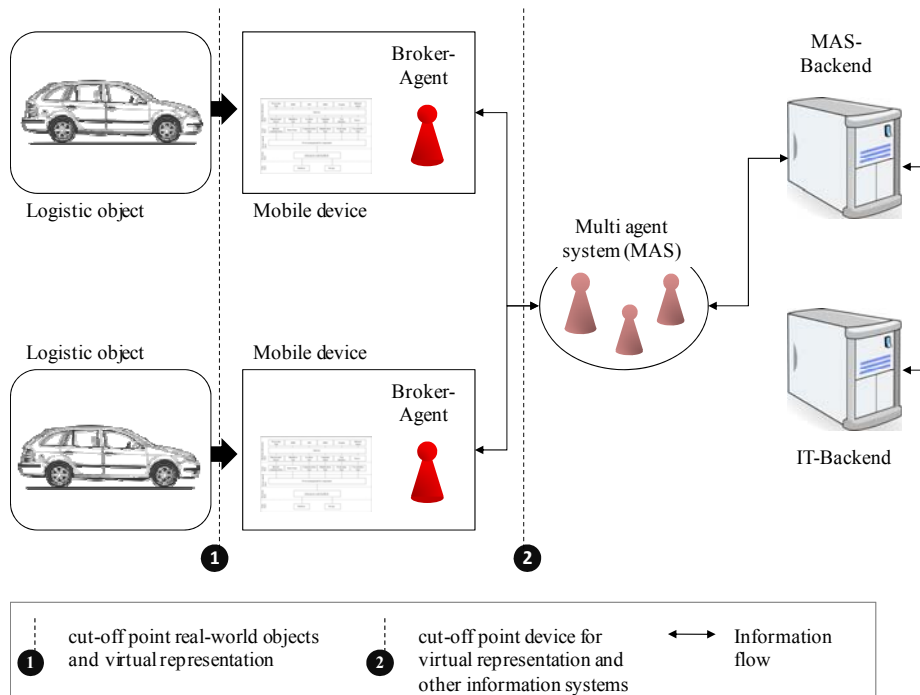 Broker-
Agent
MAS-
Backend
Logistic object
Mobile device
Multi agent
system (MAS)
Logistic object
Mobile device
Broker-
Agent
IT-Backend
1
2
1
cut-off point real-world objects
and virtual representation
2
cut-off point device for
virtual representation and
other information systems
Information
flow